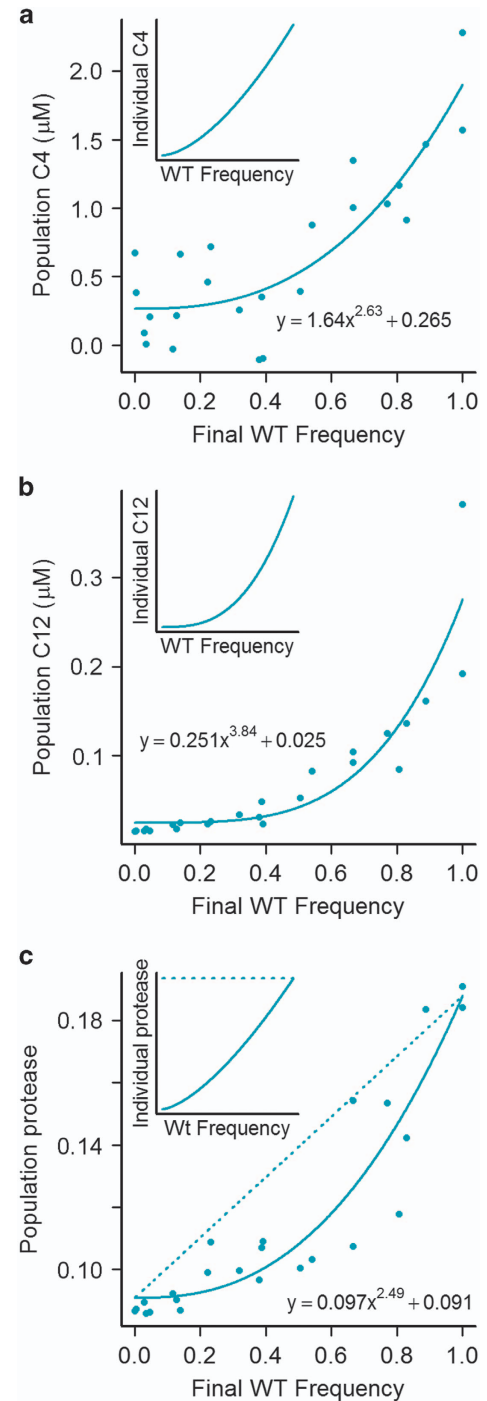 a
Individual C4
WT Frequency
Population C4 (μM)
2.0
1.5
1.0
0.5
0.0
y = 1.64x^2.63 + 0.265
0.0 0.2 0.4 0.6 0.8 1.0
Final WT Frequency
b
Individual C12
WT Frequency
Population C12 (μM)
0.3
0.2
0.1
y = 0.251x^3.84 + 0.025
0.0 0.2 0.4 0.6 0.8 1.0
Final WT Frequency
c
Individual protease
Wt Frequency
Population protease
0.18
0.14
0.10
y = 0.097x^2.49 + 0.091
0.0 0.2 0.4 0.6 0.8 1.0
Final WT Frequency